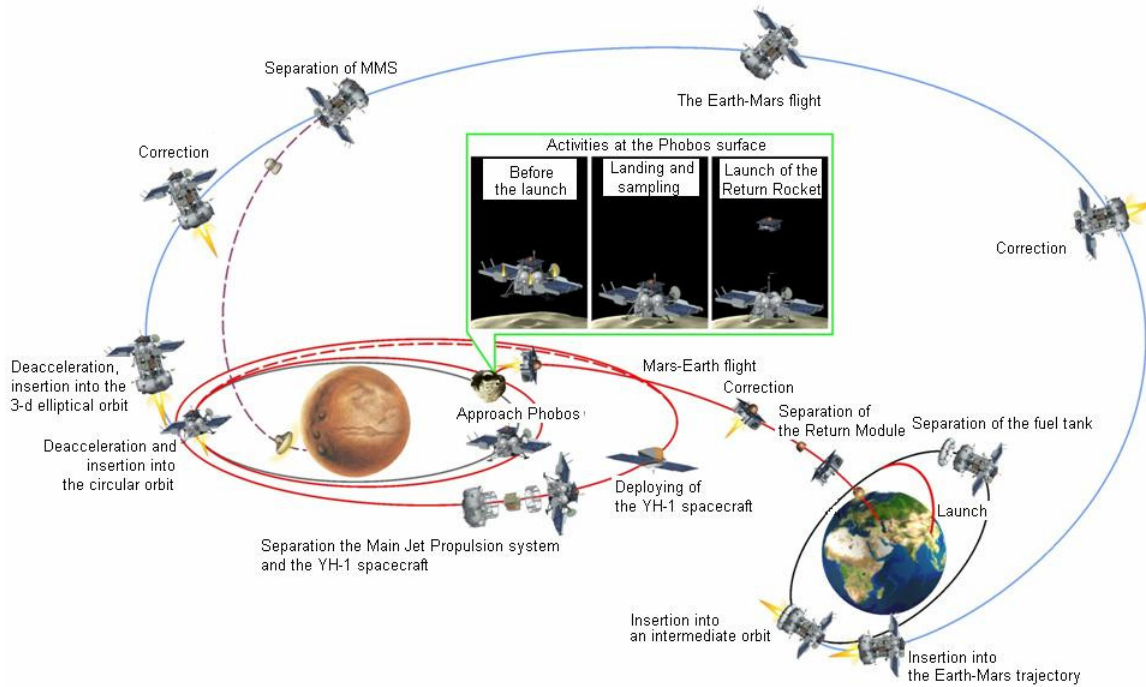 Separation of MMS
The Earth-Mars flight
Correction
Activities at the Phobos surface
Before
the launch
Landing and
sampling
Launch of the
Return Rocket
Correction
Deacceleration,
insertion into the
3-d elliptical orbit
Mars-Earth flight
Correction
Approach Phobos
Separation of
the Return Module
Separation of the fuel tank
Deacceleration and
insertion into
the circular orbit
Deploying of
the YH-1 spacecraft
Launch
Separation the Main Jet Propulsion system
and the YH-1 spacecraft
Insertion into
an intermediate orbit
Insertion into
the Earth-Mars trajectory